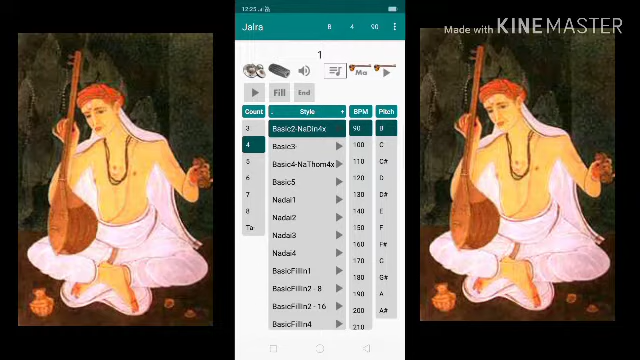 Made with KINEMASTER
12:25
Jalra B 4 90
1
Ma
Fill End
Count - Style + BPM Pitch
3 Basic2-NaDin4x 90 B
4 Basic3- 100 C
5 Basic4-NaThom4x 110 C#
6 Basic5 120 D
7 Nadai1 130 D#
8 Nadai2 140 E
Ta Nadai3 150 F
Nadai4 160 F#
BasicFillIn1 170 G
BasicFillIn2 - 8 180 G#
BasicFillIn2 - 16 190 A
BasicFillIn4 200 A#
210